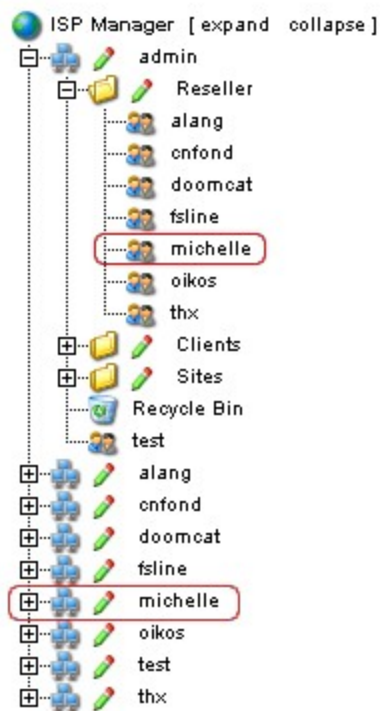 ISP Manager [expand collapse]
admin
Reseller
alang
cnfond
doomcat
fsline
michelle
oikos
thx
Clients
Sites
Recycle Bin
test
alang
cnfond
doomcat
fsline
michelle
oikos
test
thx